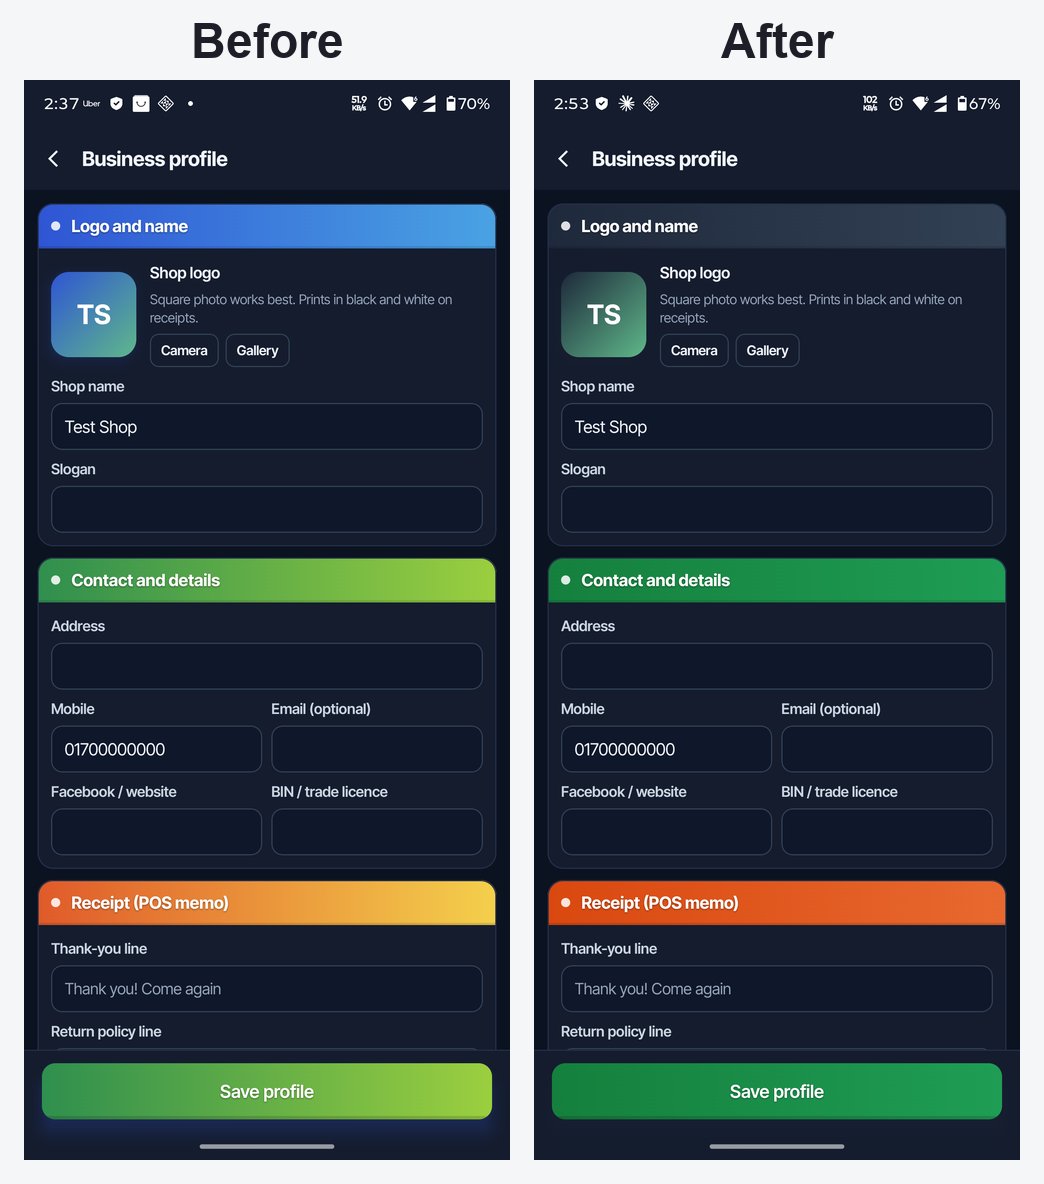 Before
After
2:37 Uber 51.9 KB/s 70%
Business profile
Logo and name
TS
Shop logo
Square photo works best. Prints in black and white on
receipts.
Camera Gallery
Shop name
Test Shop
Slogan
Contact and details
Address
Mobile Email (optional)
01700000000
Facebook / website BIN / trade licence
Receipt (POS memo)
Thank-you line
Thank you! Come again
Return policy line
Save profile
2:53 102 KB/s 67%
Business profile
Logo and name
TS
Shop logo
Square photo works best. Prints in black and white on
receipts.
Camera Gallery
Shop name
Test Shop
Slogan
Contact and details
Address
Mobile Email (optional)
01700000000
Facebook / website BIN / trade licence
Receipt (POS memo)
Thank-you line
Thank you! Come again
Return policy line
Save profile